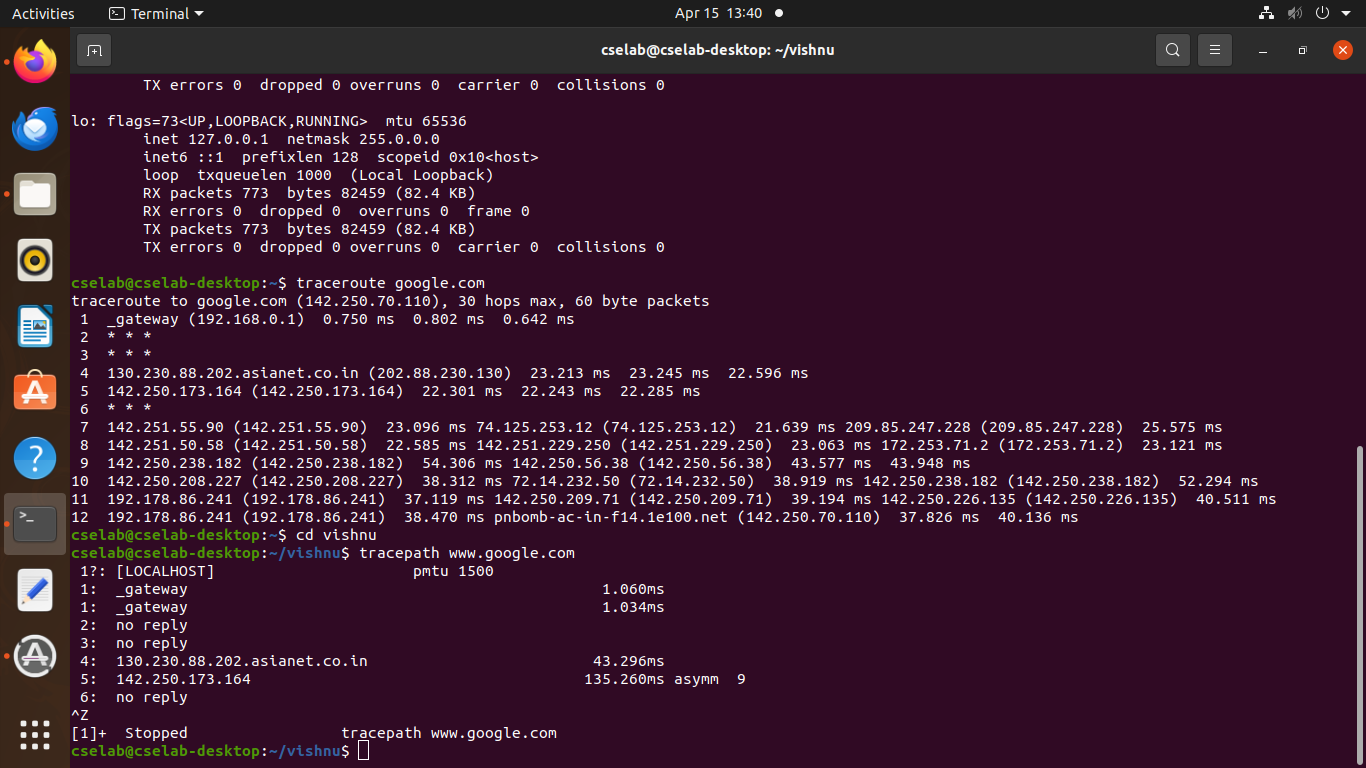 Activities Terminal Apr 15 13:40
cselab@cselab-desktop: ~/vishnu
        TX errors 0  dropped 0 overruns 0  carrier 0  collisions 0
lo: flags=73<UP,LOOPBACK,RUNNING>  mtu 65536
        inet 127.0.0.1  netmask 255.0.0.0
        inet6 ::1  prefixlen 128  scopeid 0x10<host>
        loop  txqueuelen 1000  (Local Loopback)
        RX packets 773  bytes 82459 (82.4 KB)
        RX errors 0  dropped 0  overruns 0  frame 0
        TX packets 773  bytes 82459 (82.4 KB)
        TX errors 0  dropped 0 overruns 0  carrier 0  collisions 0
cselab@cselab-desktop:~$ traceroute google.com
traceroute to google.com (142.250.70.110), 30 hops max, 60 byte packets
 1  _gateway (192.168.0.1)  0.750 ms  0.802 ms  0.642 ms
 2  * * *
 3  * * *
 4  130.230.88.202.asianet.co.in (202.88.230.130)  23.213 ms  23.245 ms  22.596 ms
 5  142.250.173.164 (142.250.173.164)  22.301 ms  22.243 ms  22.285 ms
 6  * * *
 7  142.251.55.90 (142.251.55.90)  23.096 ms 74.125.253.12 (74.125.253.12)  21.639 ms 209.85.247.228 (209.85.247.228)  25.575 ms
 8  142.251.50.58 (142.251.50.58)  22.585 ms 142.251.229.250 (142.251.229.250)  23.063 ms 172.253.71.2 (172.253.71.2)  23.121 ms
 9  142.250.238.182 (142.250.238.182)  54.306 ms 142.250.56.38 (142.250.56.38)  43.577 ms  43.948 ms
10  142.250.208.227 (142.250.208.227)  38.312 ms 72.14.232.50 (72.14.232.50)  38.919 ms 142.250.238.182 (142.250.238.182)  52.294 ms
11  192.178.86.241 (192.178.86.241)  37.119 ms 142.250.209.71 (142.250.209.71)  39.194 ms 142.250.226.135 (142.250.226.135)  40.511 ms
12  192.178.86.241 (192.178.86.241)  38.470 ms pnbomb-ac-in-f14.1e100.net (142.250.70.110)  37.826 ms  40.136 ms
cselab@cselab-desktop:~$ cd vishnu
cselab@cselab-desktop:~/vishnu$ tracepath www.google.com
 1?: [LOCALHOST]                      pmtu 1500
 1:  _gateway                                              1.060ms
 1:  _gateway                                              1.034ms
 2:  no reply
 3:  no reply
 4:  130.230.88.202.asianet.co.in                         43.296ms
 5:  142.250.173.164                                     135.260ms asymm  9
 6:  no reply
^Z
[1]+  Stopped                 tracepath www.google.com
cselab@cselab-desktop:~/vishnu$